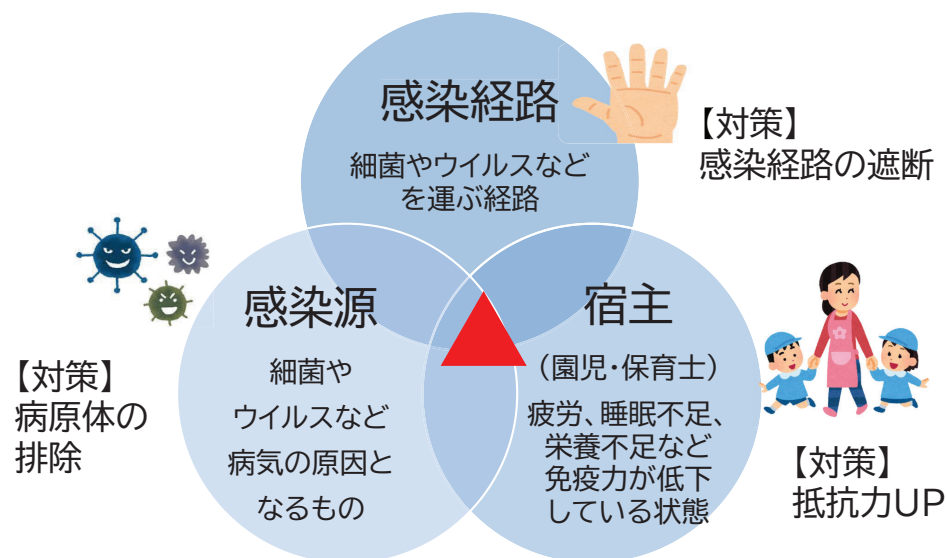 感染経路
細菌やウイルスなど
を運ぶ経路
【対策】
感染経路の遮断
感染源
細菌や
ウイルスなど
病気の原因と
なるもの
【対策】
病原体の
排除
宿主
（園児・保育士）
疲労、睡眠不足、
栄養不足など
免疫力が低下
している状態
【対策】
抵抗力UP